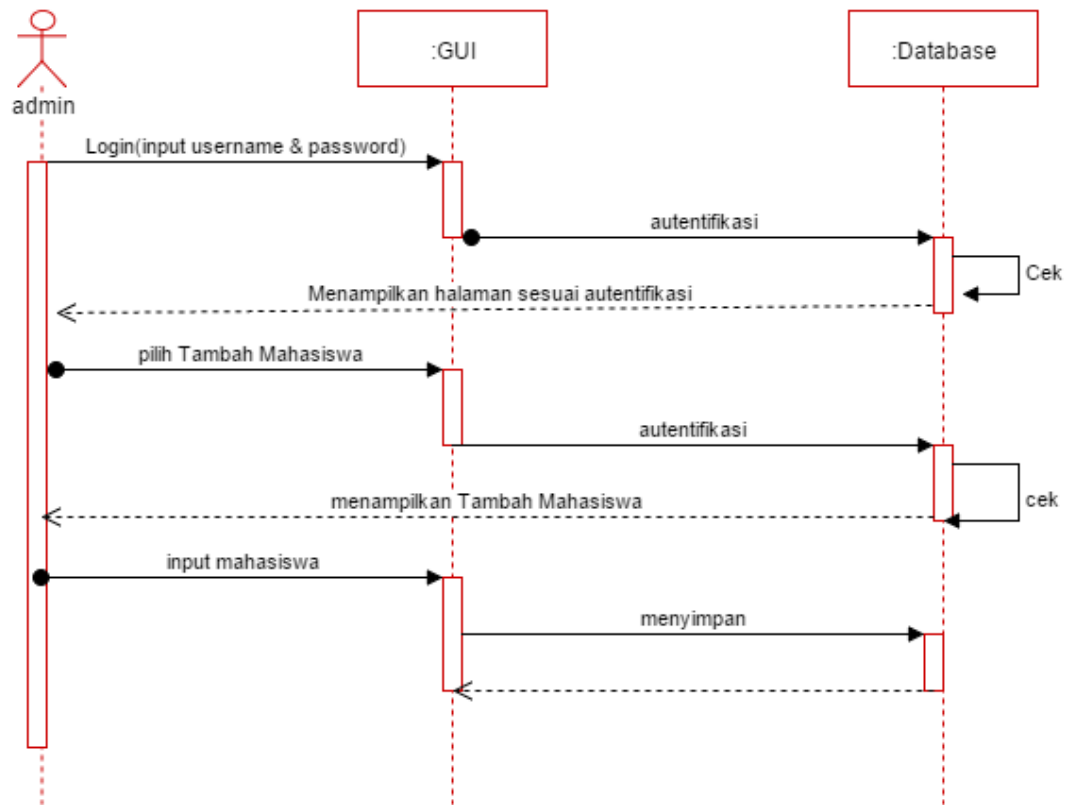 :GUI
:Database
admin
Login(input username & password)
autentifikasi
Cek
Menampilkan halaman sesuai autentifikasi
pilih Tambah Mahasiswa
autentifikasi
menampilkan Tambah Mahasiswa
cek
input mahasiswa
menyimpan